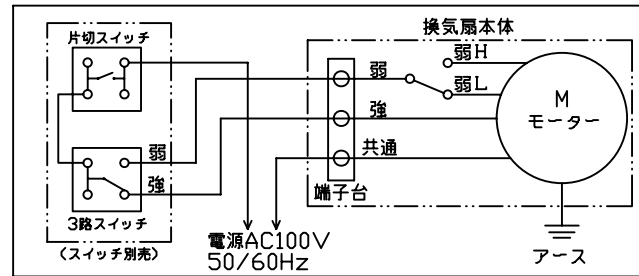 換気扇本体
片切スイッチ
弱H
弱
弱L
強
M
モーター
共通
弱
強
端子台
3路スイッチ
(スイッチ別売)
電源AC100V
50/60Hz
アース